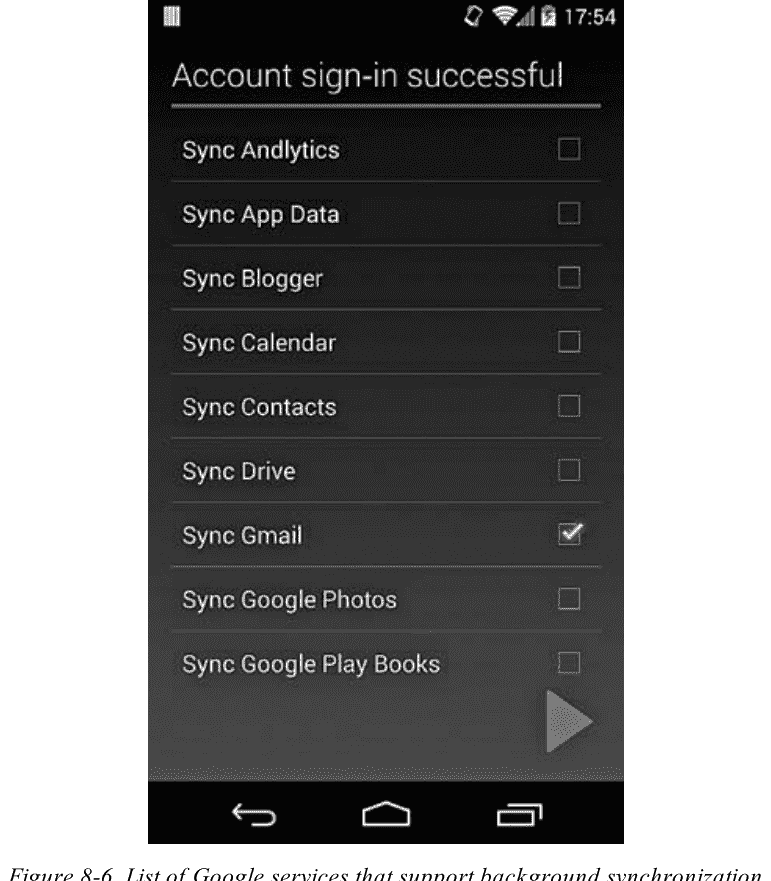 17:54
Account sign-in successful
Sync Andlytics
Sync App Data
Sync Blogger
Sync Calendar
Sync Contacts
Sync Drive
Sync Gmail
Sync Google Photos
Sync Google Play Books
Figure 8-6. List of Google services that support background synchronization